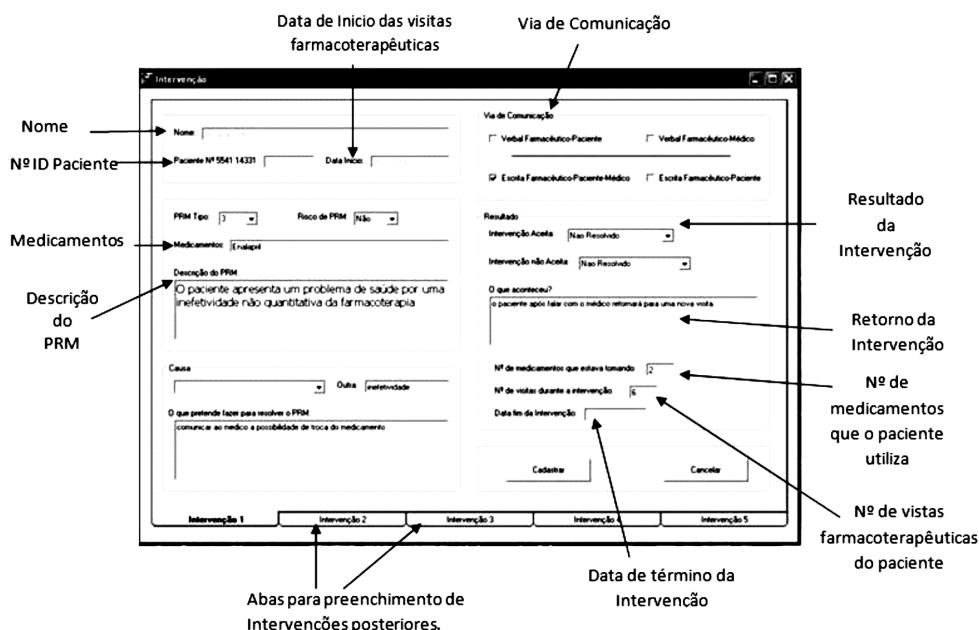 Data de Inicio das visitas
farmacoterapêuticas
Via de Comunicação
Intervenção
Nome
Nº ID Paciente
Medicamentos
Descrição
do
PRM
Nome:
Paciente Nº 5541 14331
Data Inicio:
PRM Tipo: 3
Risco de PRM: Não
Medicamentos: Enalapril
Descrição do PRM:
O paciente apresenta um problema de saúde por uma
inefetividade não quantitativa da farmacoterapia
Causa
Outra: inefetividade
O que pretende fazer para resolver o PRM:
comunicar ao medico a possibilidade de troca do medicamento
Via de Comunicação
Verbal Farmacêutico-Paciente
Verbal Farmacêutico-Médico
Escrita Farmacêutico-Paciente-Médico
Escrita Farmacêutico-Paciente
Resultado
Intervenção Aceita: Nao Resolvido
Intervenção não Aceita: Nao Resolvido
O que aconteceu?
o paciente após falar com o médico retornará para uma nova visita
Nº de medicamentos que estava tomando 2
Nº de visitas durante a intervenção 6
Data fim da Intervenção:
Cadastrar
Cancelar
Intervenção 1
Intervenção 2
Intervenção 3
Intervenção 4
Intervenção 5
Resultado
da
Intervenção
Retorno da
Intervenção
Nº de
medicamentos
que o paciente
utiliza
Nº de vistas
farmacoterapêuticas
do paciente
Data de término da
Intervenção
Abas para preenchimento de
Intervenções posteriores.